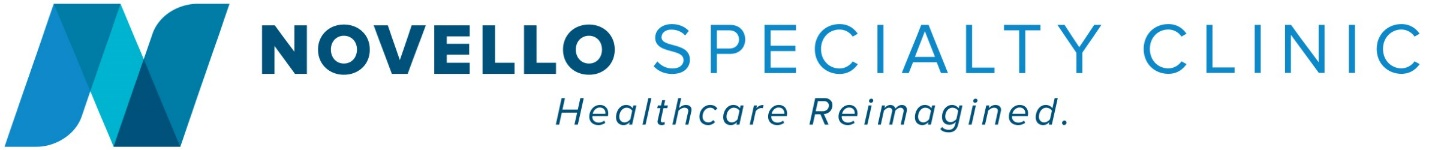 NOVELLO SPECIALTY CLINIC
Healthcare Reimagined.